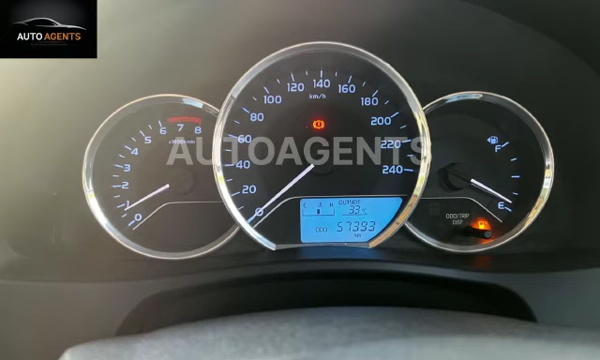 AUTO AGENTS
120 140 160
100 km/h 180
80 200
60 220
40 240
20
0
6 7 8
5 x1000r/min
4
3
2
1
0
AUTOAGENTS
F
E
C H OUTSIDE
33°C
ODO 57393
km
ODO/TRIP
DISP